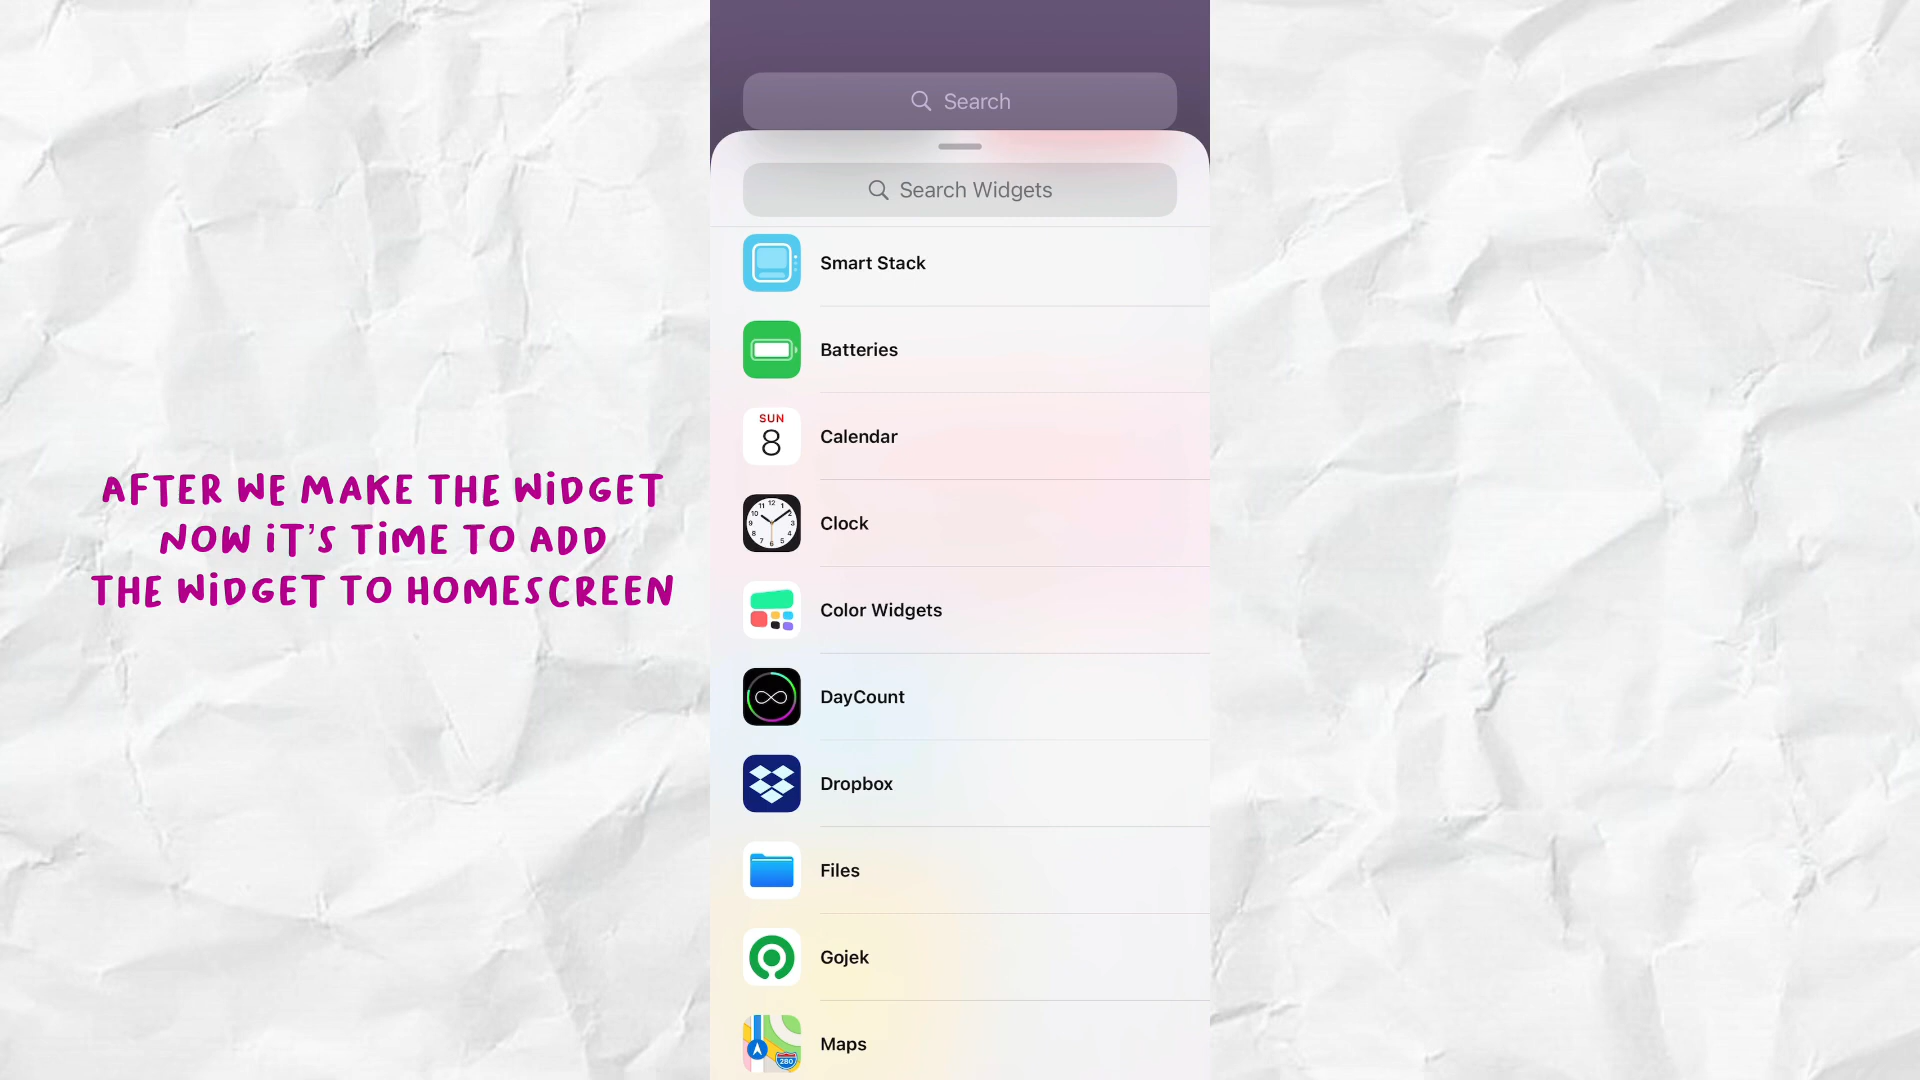 Search
Search Widgets
Smart Stack
Batteries
SUN
8
Calendar
Clock
Color Widgets
DayCount
Dropbox
Files
Gojek
280
Maps
AFTER WE MAKE THE WiDGET
NOW iT'S TiME TO ADD
THE WiDGET TO HOMESCREEN